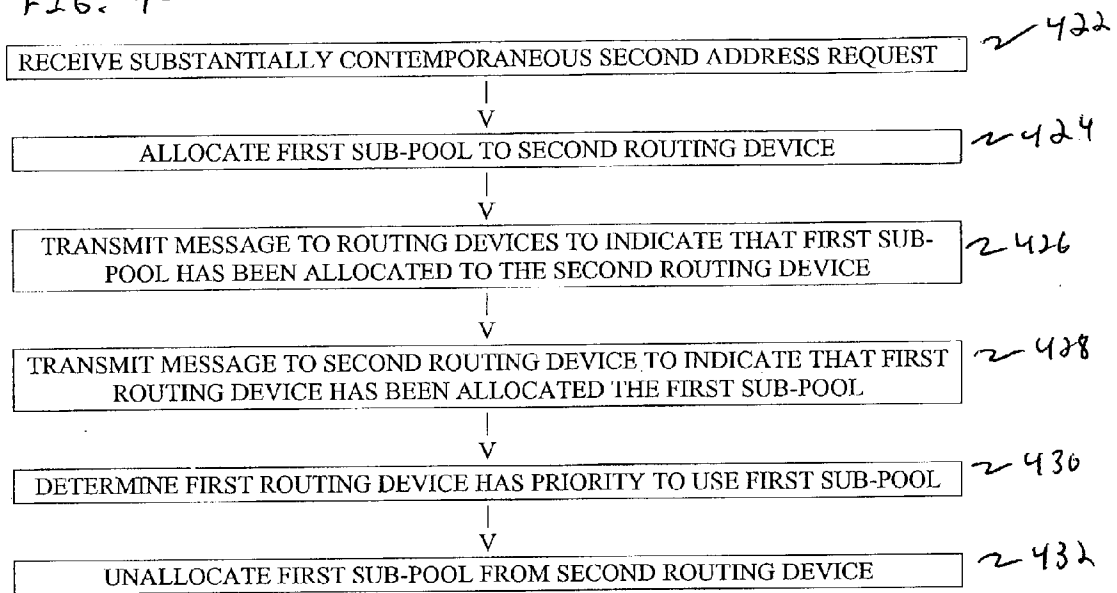 FIG. 4
422
RECEIVE SUBSTANTIALLY CONTEMPORANEOUS SECOND ADDRESS REQUEST
V
424
ALLOCATE FIRST SUB-POOL TO SECOND ROUTING DEVICE
V
TRANSMIT MESSAGE TO ROUTING DEVICES TO INDICATE THAT FIRST SUB-
426
POOL HAS BEEN ALLOCATED TO THE SECOND ROUTING DEVICE
V
428
TRANSMIT MESSAGE TO SECOND ROUTING DEVICE TO INDICATE THAT FIRST
ROUTING DEVICE HAS BEEN ALLOCATED THE FIRST SUB-POOL
V
430
DETERMINE FIRST ROUTING DEVICE HAS PRIORITY TO USE FIRST SUB-POOL
V
432
UNALLOCATE FIRST SUB-POOL FROM SECOND ROUTING DEVICE